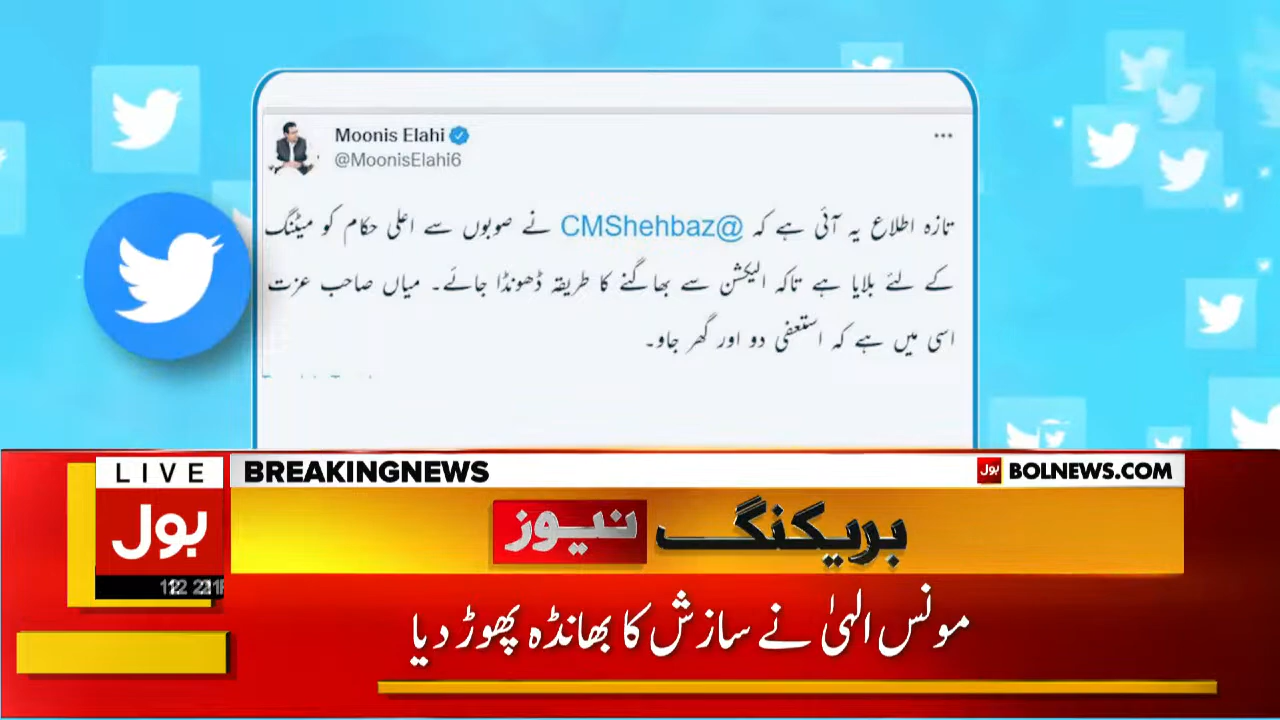 Moonis Elahi
@MoonisElahi6
تازہ اطلاع یہ آئی ہے کہ @CMShehbaz نے صوبوں سے اعلی حکام کو میٹنگ
کے لئے بلایا ہے تاکہ الیکشن سے بھاگنے کا طریقہ ڈھونڈا جائے۔ میاں صاحب عزت
اسی میں ہے کہ استعفی دو اور گھر جاو۔
LIVE
BREAKINGNEWS
بول
BOLNEWS.COM
بول
بریکنگ نیوز
مونس الہیٰ نے سازش کا بھانڈہ پھوڑ دیا